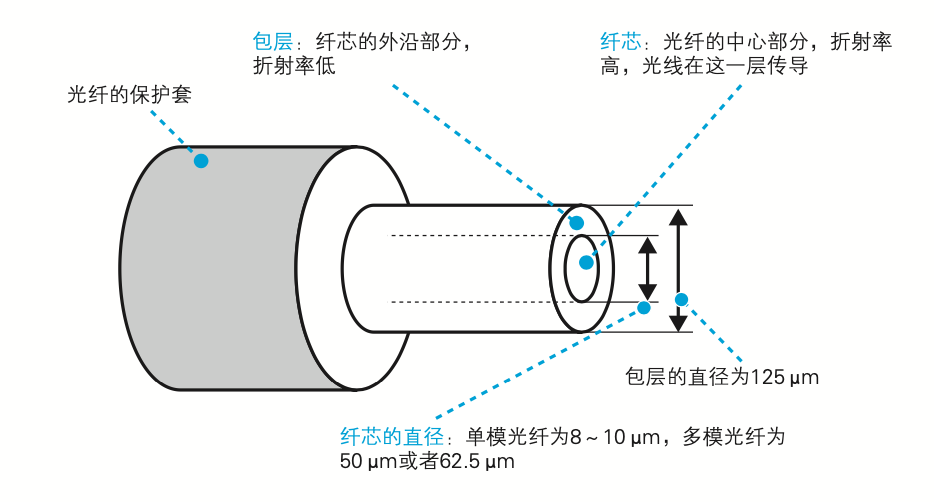 包层：纤芯的外沿部分，
折射率低
纤芯：光纤的中心部分，折射率
高，光线在这一层传导
光纤的保护套
包层的直径为125 μm
纤芯的直径：单模光纤为8～10 μm，多模光纤为
50 μm或者62.5 μm